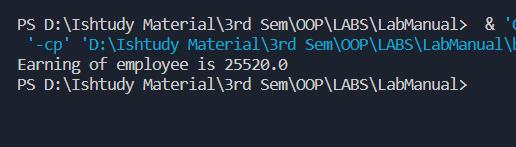 PS D:\Ishtudy Material\3rd Sem\OOP\LABS\LabManual>  & '
 '-cp' 'D:\Ishtudy Material\3rd Sem\OOP\LABS\LabManual\
Earning of employee is 25520.0
PS D:\Ishtudy Material\3rd Sem\OOP\LABS\LabManual>